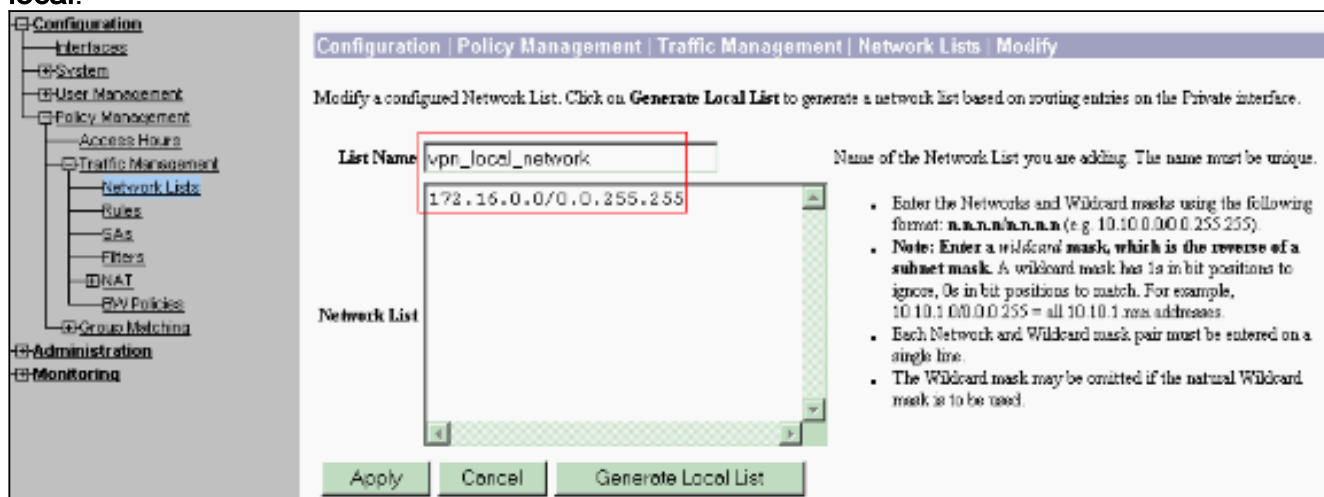 local.
Configuration
Interfaces
System
User Management
Policy Management
Access Hours
Traffic Management
Network Lists
Rules
SAs
Filters
NAT
BW Policies
Group Matching
Administration
Monitoring
Configuration | Policy Management | Traffic Management | Network Lists | Modify
Modify a configured Network List. Click on Generate Local List to generate a network list based on routing entries on the Private interface.
List Name
vpn_local_network
Name of the Network List you are adding. The name must be unique.
Network List
172.16.0.0/0.0.255.255
• Enter the Networks and Wildcard masks using the following
format: n.n.n.n/n.n.n.n (e.g. 10.10.0.0/0.0.255.255).
• Note: Enter a wildcard mask, which is the reverse of a
subnet mask. A wildcard mask has 1s in bit positions to
ignore, 0s in bit positions to match. For example,
10.10.1.0/0.0.0.255 = all 10.10.1.nnn addresses.
• Each Network and Wildcard mask pair must be entered on a
single line.
• The Wildcard mask may be omitted if the natural Wildcard
mask is to be used.
Apply
Cancel
Generate Local List